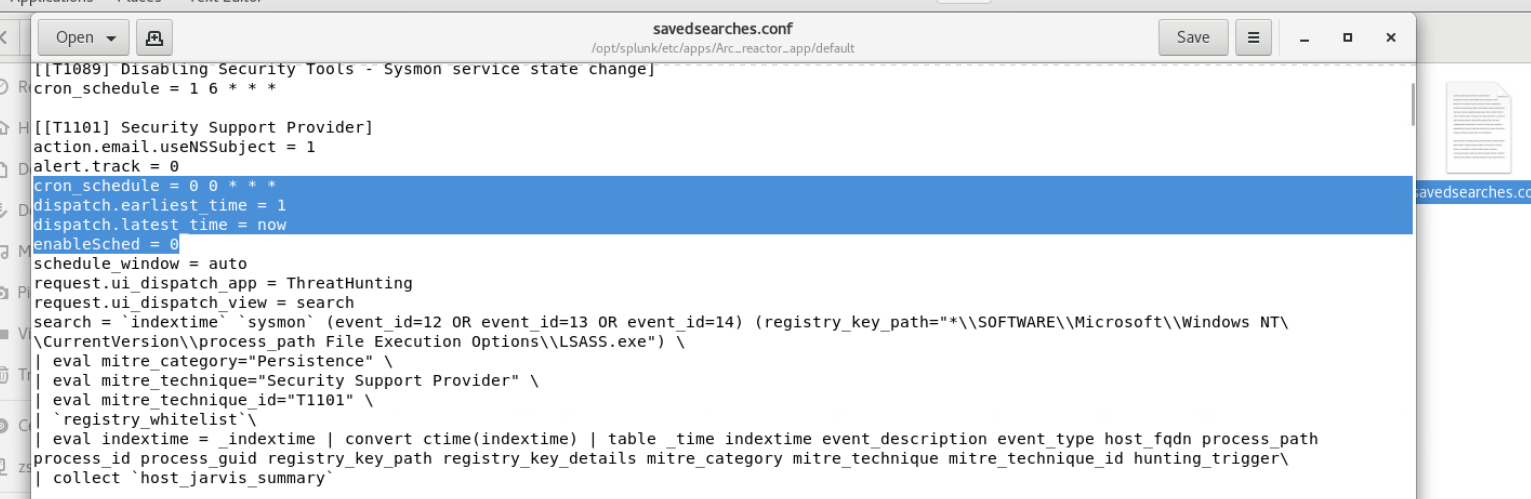 Applications
Places
Text Editor
Open
savedsearches.conf
/opt/splunk/etc/apps/Arc_reactor_app/default
Save
[[T1089] Disabling Security Tools - Sysmon service state change]
cron_schedule = 1 6 * * *
[[T1101] Security Support Provider]
action.email.useNSSubject = 1
alert.track = 0
cron_schedule = 0 0 * * *
dispatch.earliest_time = 1
dispatch.latest_time = now
enableSched = 0
schedule_window = auto
request.ui_dispatch_app = ThreatHunting
request.ui_dispatch_view = search
search = `indextime` `sysmon` (event_id=12 OR event_id=13 OR event_id=14) (registry_key_path="*\\SOFTWARE\\Microsoft\\Windows NT\
\CurrentVersion\\process_path File Execution Options\\LSASS.exe") \
| eval mitre_category="Persistence" \
| eval mitre_technique="Security Support Provider" \
| eval mitre_technique_id="T1101" \
| `registry_whitelist`\
| eval indextime = _indextime | convert ctime(indextime) | table _time indextime event_description event_type host_fqdn process_path
process_id process_guid registry_key_path registry_key_details mitre_category mitre_technique mitre_technique_id hunting_trigger\
| collect `host_jarvis_summary`
savedsearches.co